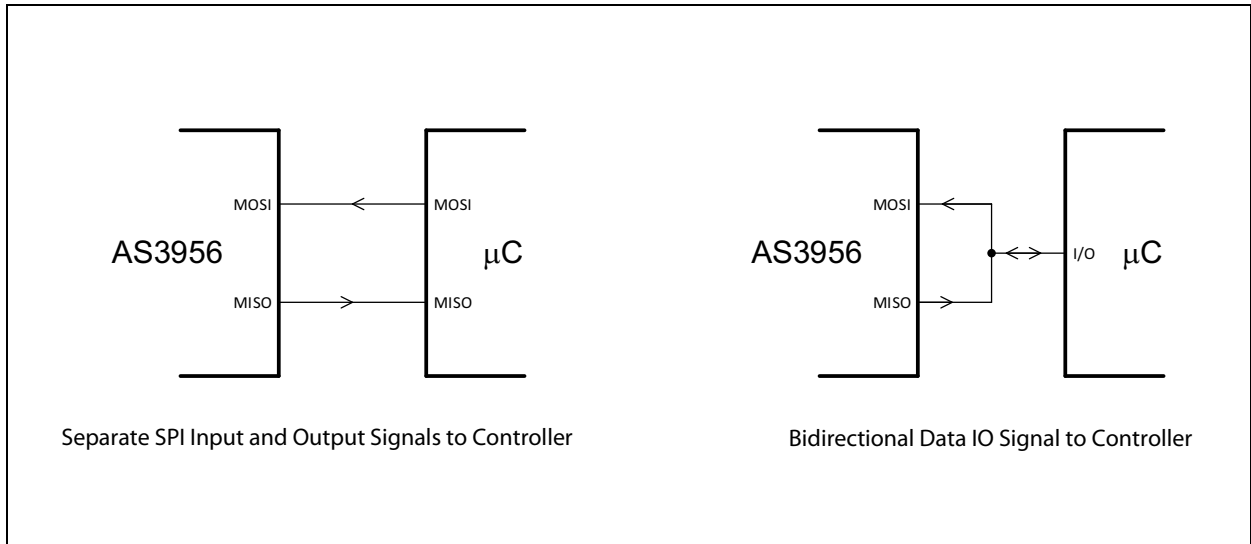 MOSI
MOSI
AS3956
μC
MISO
MISO
Separate SPI Input and Output Signals to Controller
MOSI
AS3956
I/O
μC
MISO
Bidirectional Data IO Signal to Controller